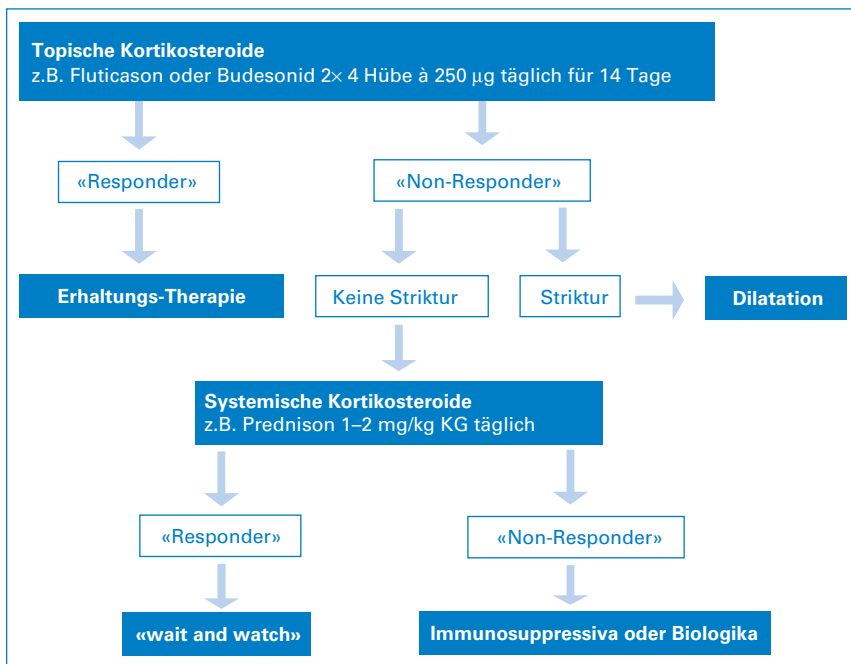 Topische Kortikosteroide
z.B. Fluticason oder Budesonid 2× 4 Hübe à 250 µg täglich für 14 Tage
«Responder»
«Non-Responder»
Erhaltungs-Therapie
Keine Striktur
Striktur
Dilatation
Systemische Kortikosteroide
z.B. Prednison 1–2 mg/kg KG täglich
«Responder»
«Non-Responder»
«wait and watch»
Immunosuppressiva oder Biologika